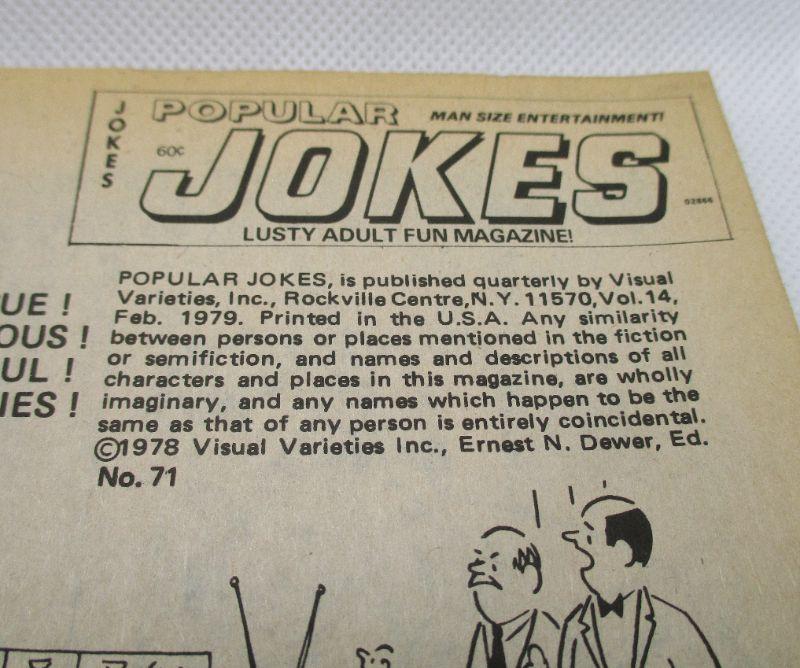 JOKES
POPULAR
MAN SIZE ENTERTAINMENT!
60¢
JOKES
02866
LUSTY ADULT FUN MAGAZINE!
UE !
OUS !
UL !
IES !
POPULAR JOKES, is published quarterly by Visual
Varieties, Inc., Rockville Centre,N.Y. 11570,Vol.14,
Feb. 1979. Printed in the U.S.A. Any similarity
between persons or places mentioned in the fiction
or semifiction, and names and descriptions of all
characters and places in this magazine, are wholly
imaginary, and any names which happen to be the
same as that of any person is entirely coincidental.
©1978 Visual Varieties Inc., Ernest N. Dewer, Ed.
No. 71